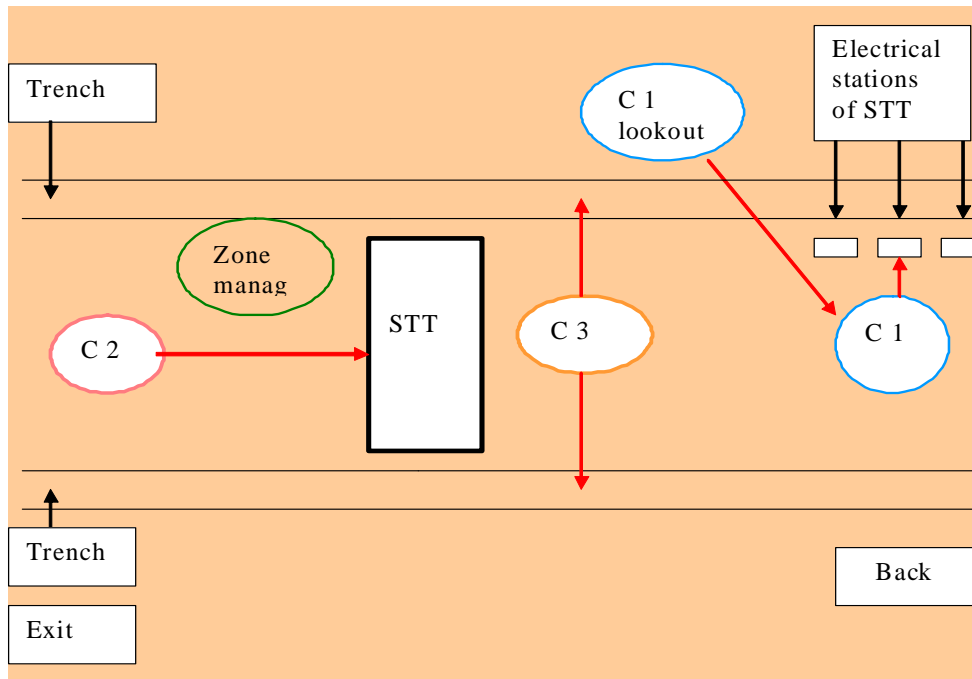 Trench
C 1
lookout
Electrical
stations
of STT
Zone
manag
C 2
STT
C 3
C 1
Trench
Back
Exit